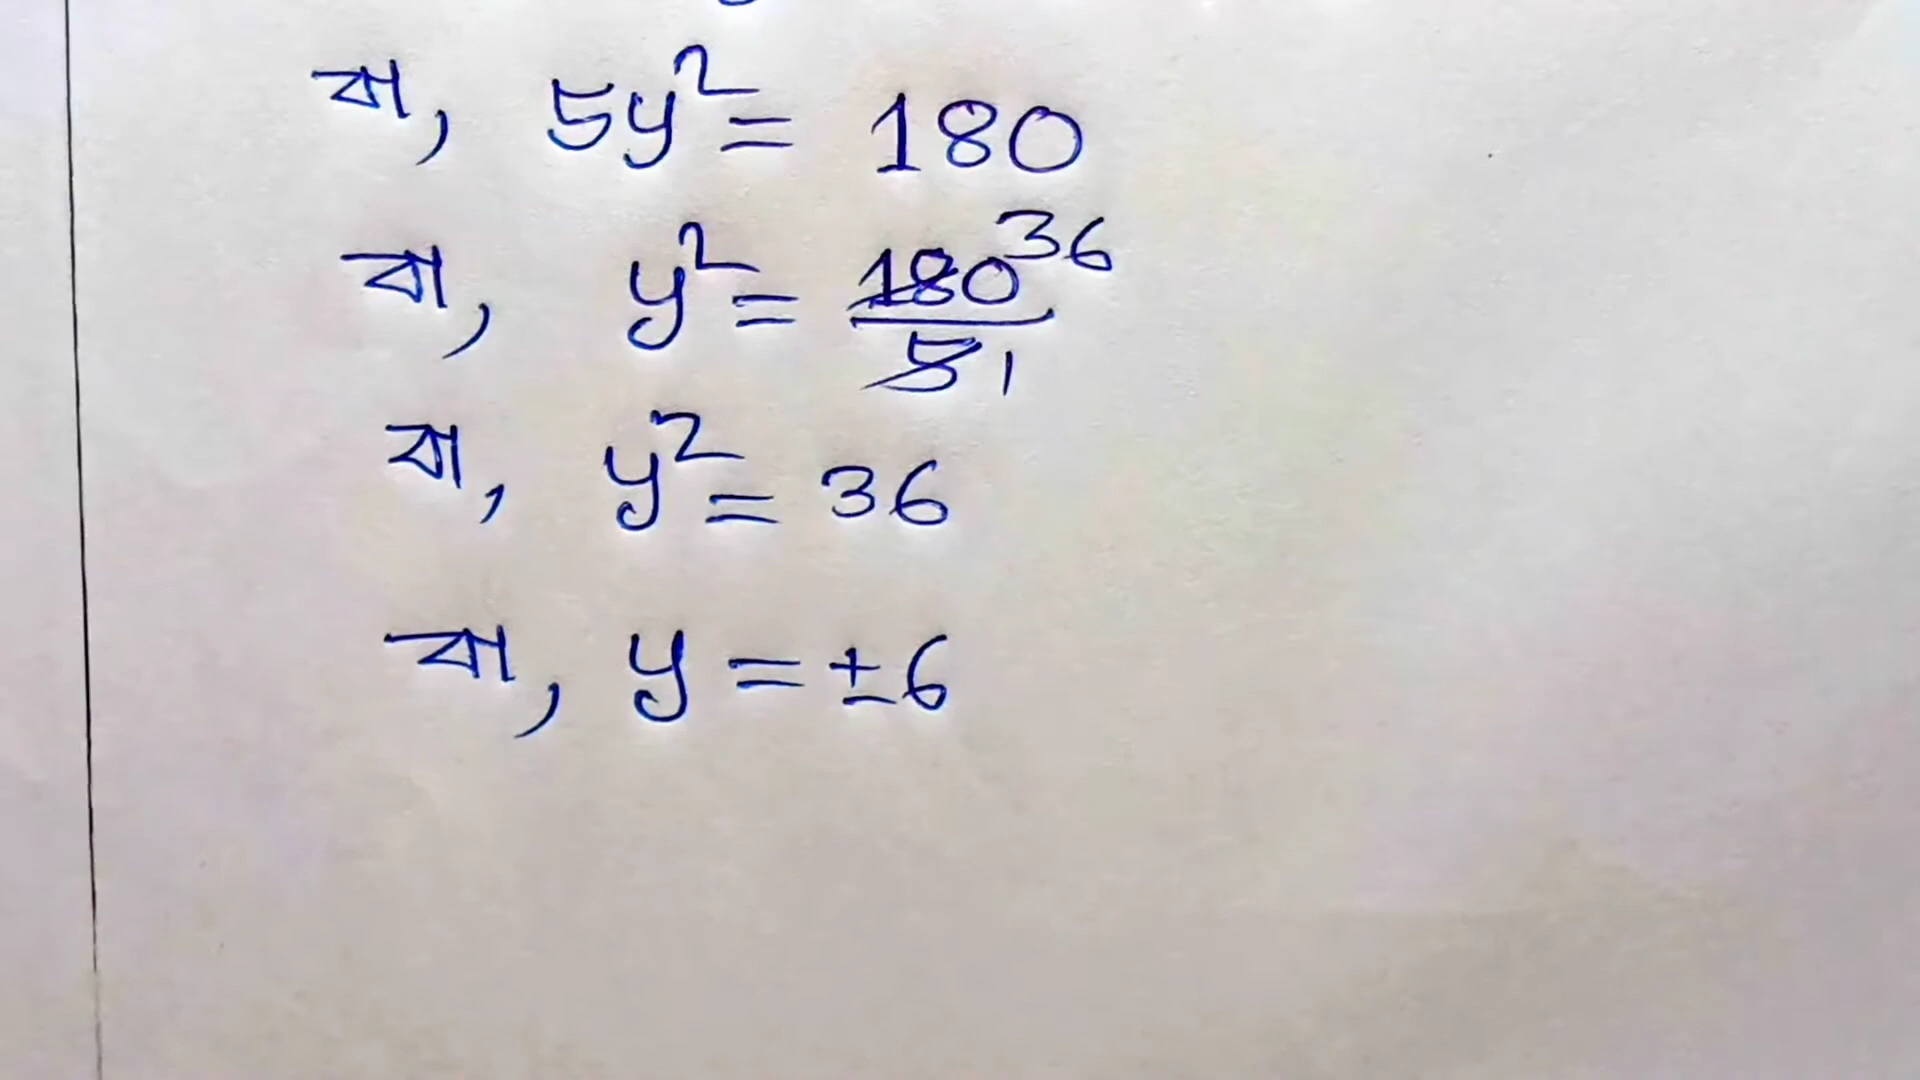 বা, 5y² = 180
বা, y² = 180 36 / 5 1
বা, y² = 36
বা, y = ±6